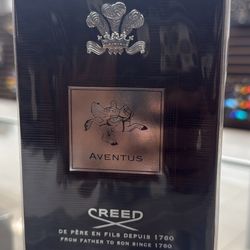 AVENTUS
CREED
DE PÈRE EN FILS DEPUIS 1760
FROM FATHER TO SON SINCE 1760